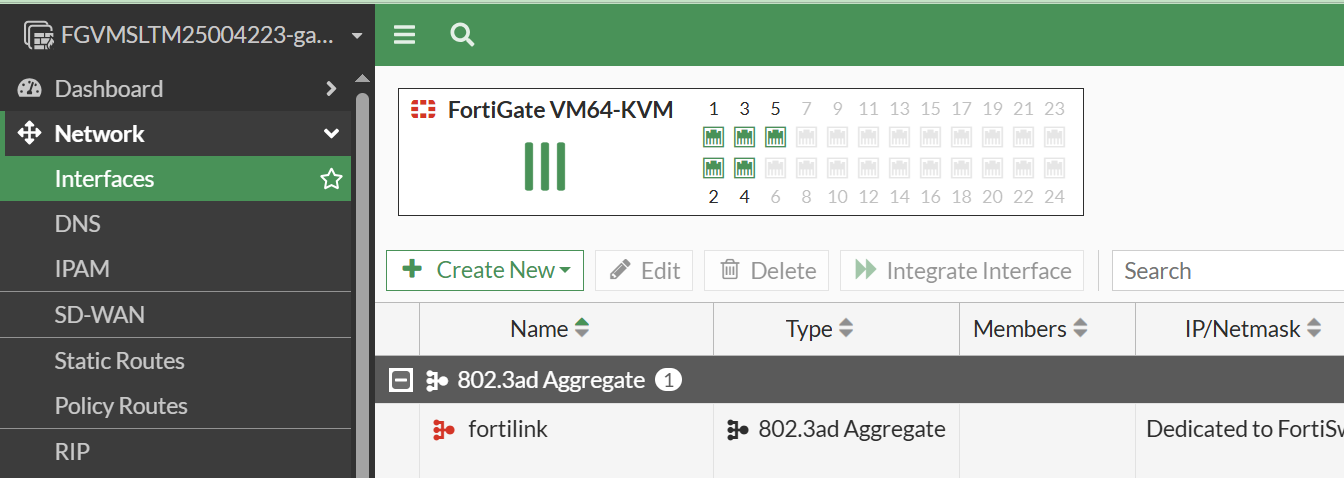 FGVMSLTM25004223-ga...
Dashboard
Network
Interfaces
DNS
IPAM
SD-WAN
Static Routes
Policy Routes
RIP
FortiGate VM64-KVM
1 3 5 7 9 11 13 15 17 19 21 23
2 4 6 8 10 12 14 16 18 20 22 24
Create New Edit Delete Integrate Interface Search
Name Type Members IP/Netmask
802.3ad Aggregate 1
fortilink 802.3ad Aggregate Dedicated to FortiSw